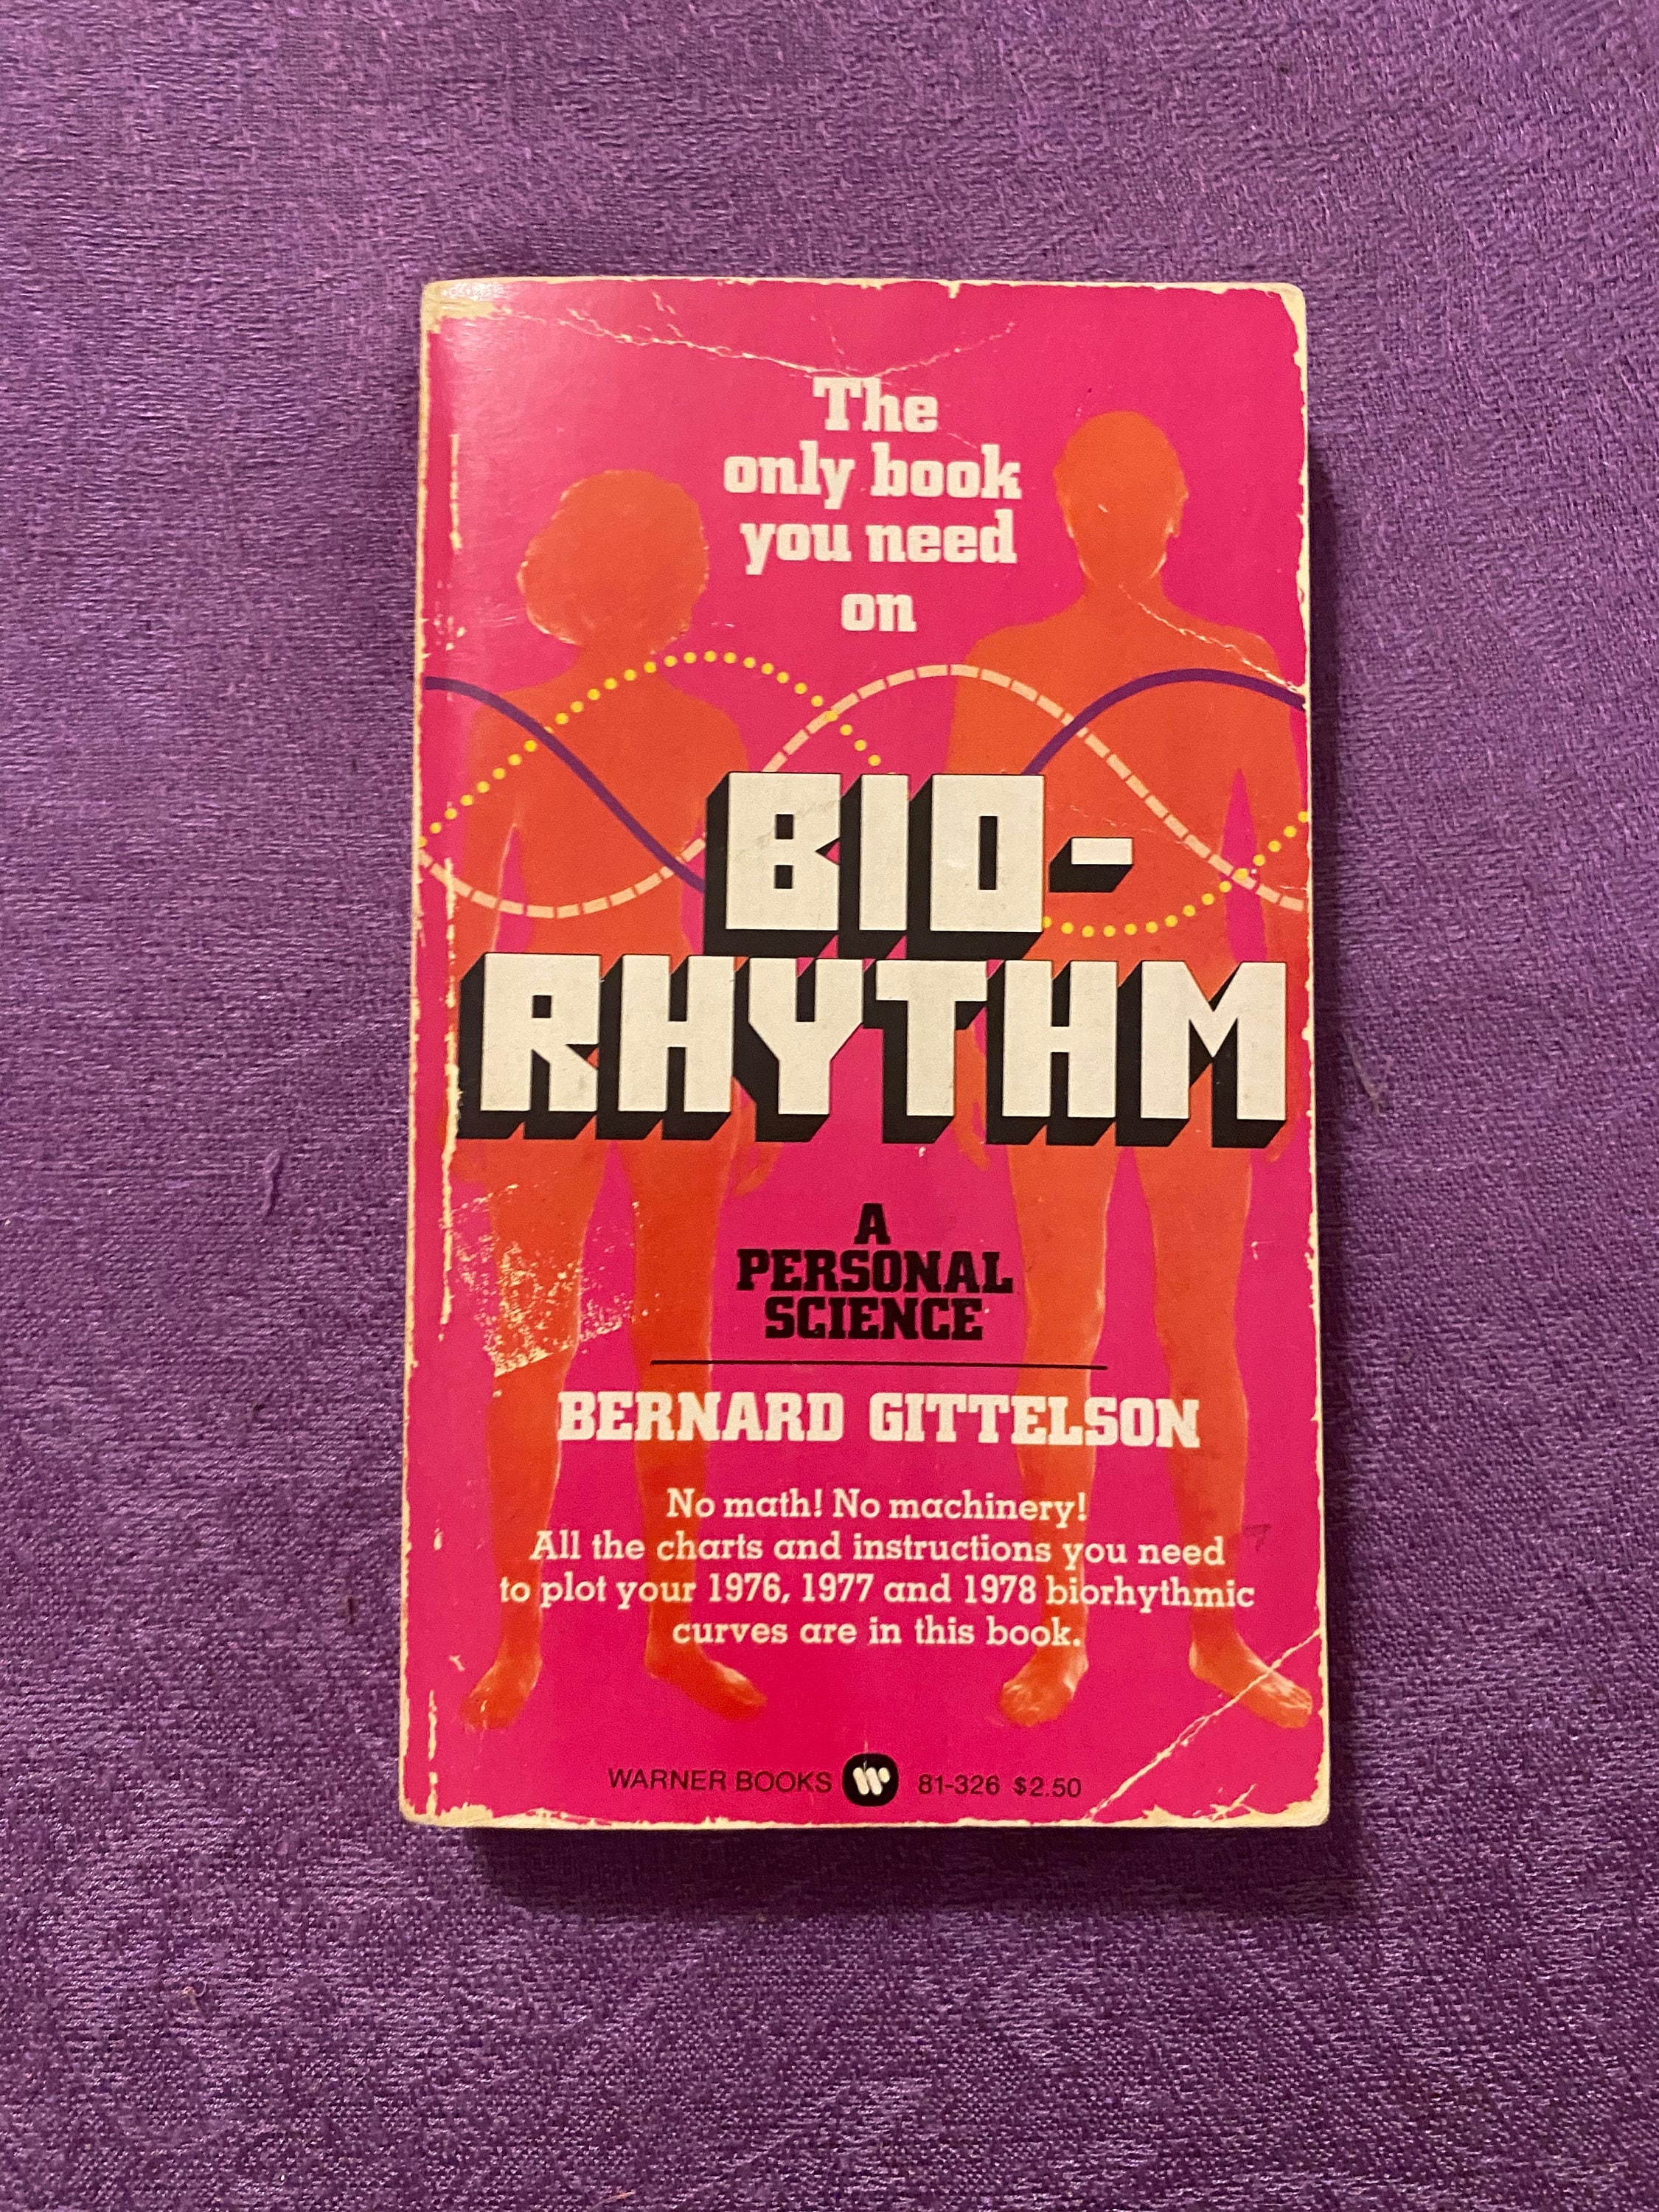 The
only book
you need
on
BIO-
RHYTHM
A
PERSONAL
SCIENCE
BERNARD GITTELSON
No math! No machinery!
All the charts and instructions you need
to plot your 1976, 1977 and 1978 biorhythmic
curves are in this book.
WARNER BOOKS W 81-326 $2.50